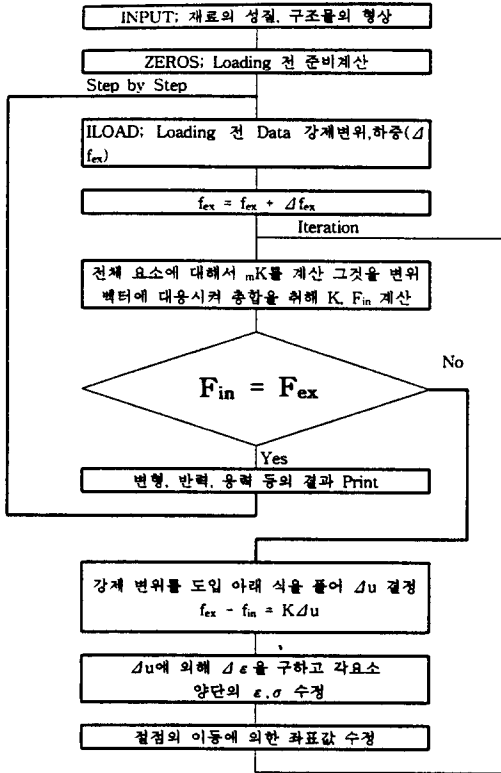 INPUT; 재료의 성질, 구조물의 형상
ZEROS; Loading 전 준비계산
Step by Step
ILOAD; Loading 전 Data 강제변위,하중(Δ
fex)
fex = fex + Δfex
Iteration
전체 요소에 대해서 mK를 계산 그것을 변위
벡터에 대응시켜 총합을 취해 K, Fin 계산
No
Fin = Fex
Yes
변형, 반력, 응력 등의 결과 Print
강제 변위를 도입 아래 식을 풀어 Δu 결정
fex - fin = KΔu
Δu에 의해 Δε을 구하고 각요소
양단의 ε,σ 수정
절점의 이동에 의한 좌표값 수정